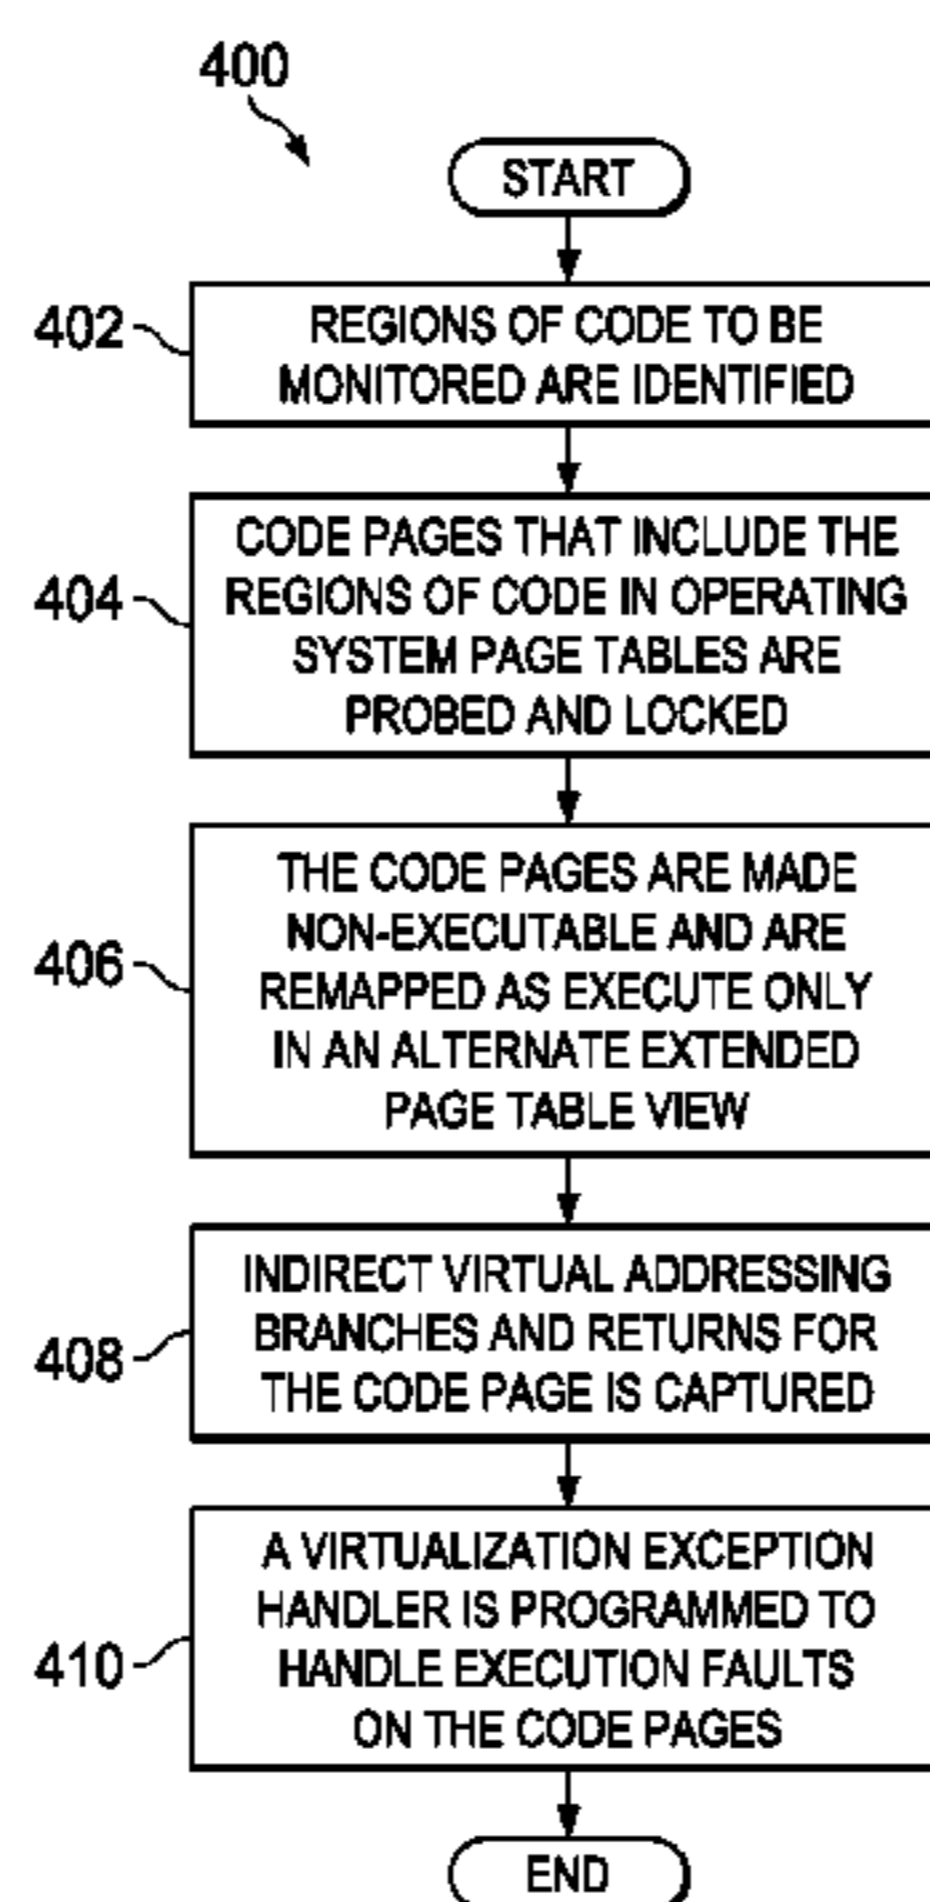 400
START
402
REGIONS OF CODE TO BE
MONITORED ARE IDENTIFIED
404
CODE PAGES THAT INCLUDE THE
REGIONS OF CODE IN OPERATING
SYSTEM PAGE TABLES ARE
PROBED AND LOCKED
406
THE CODE PAGES ARE MADE
NON-EXECUTABLE AND ARE
REMAPPED AS EXECUTE ONLY
IN AN ALTERNATE EXTENDED
PAGE TABLE VIEW
408
INDIRECT VIRTUAL ADDRESSING
BRANCHES AND RETURNS FOR
THE CODE PAGE IS CAPTURED
410
A VIRTUALIZATION EXCEPTION
HANDLER IS PROGRAMMED TO
HANDLE EXECUTION FAULTS
ON THE CODE PAGES
END